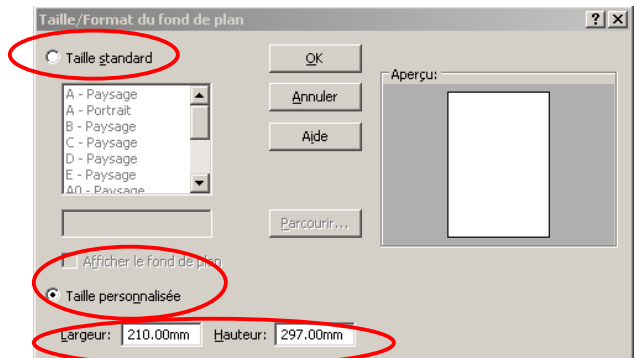 Taille/Format du fond de plan
Taille standard
OK
Aperçu:
A - Paysage
A - Portrait
B - Paysage
C - Paysage
D - Paysage
E - Paysage
A0 - Paysage
Annuler
Aide
Parcourir...
Afficher le fond de plan
Taille personnalisée
Largeur: 210.00mm Hauteur: 297.00mm